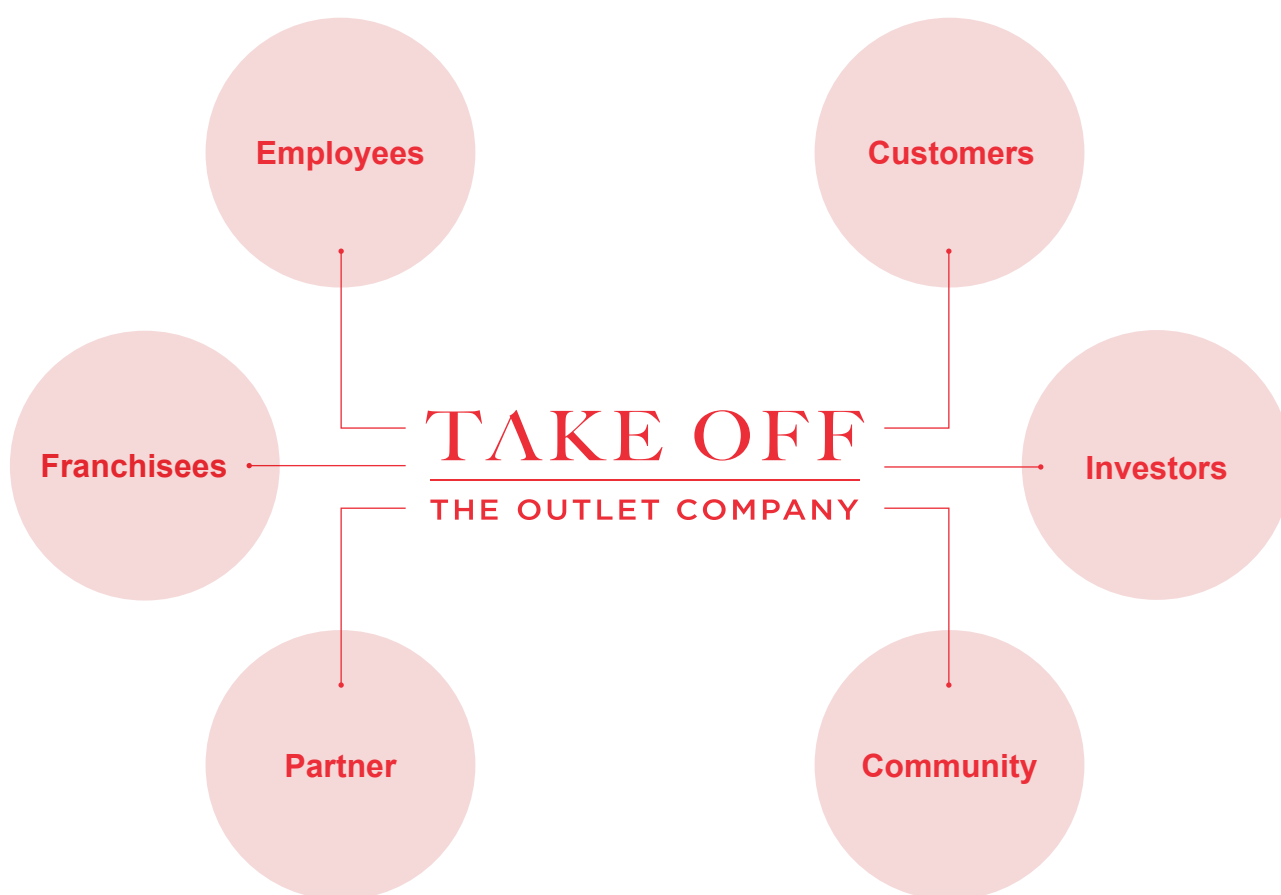 Employees
Customers
TAKE OFF
Franchisees
Investors
THE OUTLET COMPANY
Partner
Community